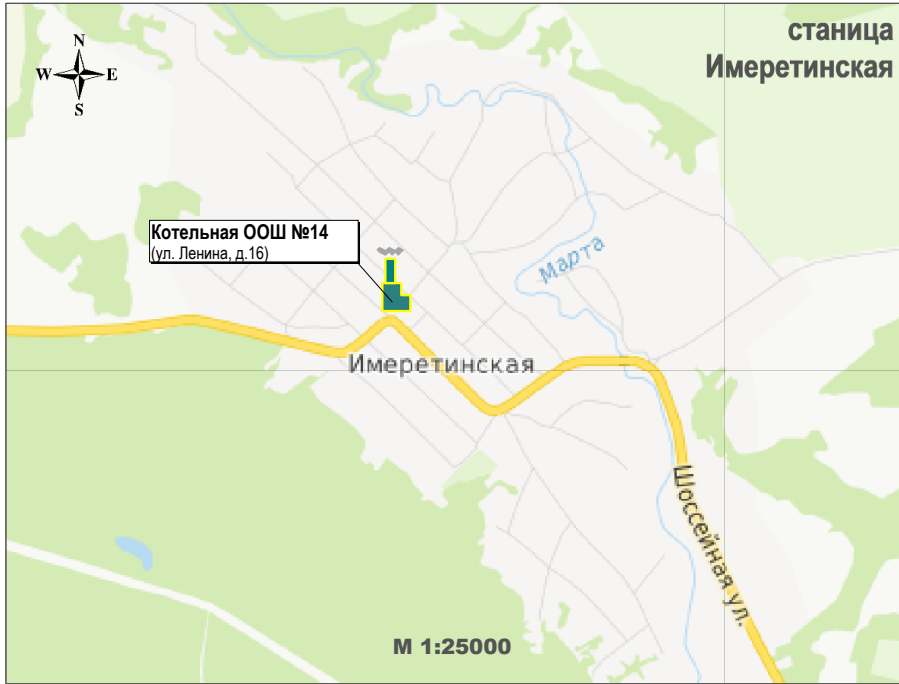 станица
Имеретинская
N
W E
S
Котельная ООШ №14
(ул. Ленина, д.16)
Марта
Имеретинская
Шоссейная ул.
М 1:25000